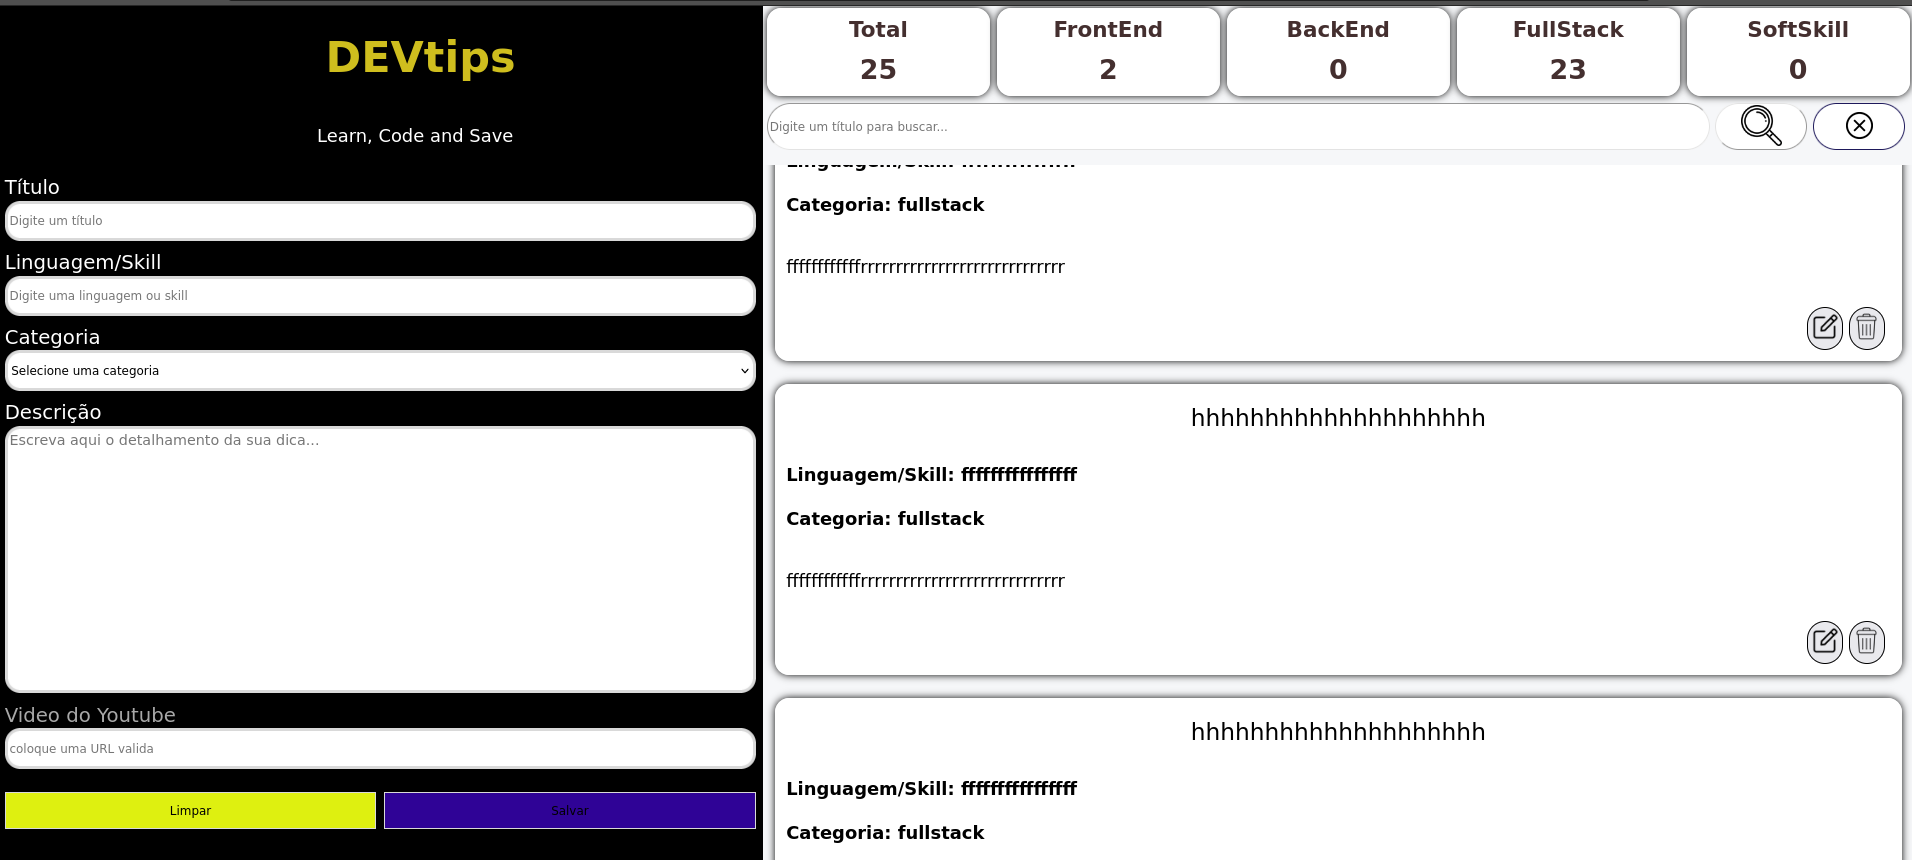 DEVtips
Learn, Code and Save
Título
Digite um título
Linguagem/Skill
Digite uma linguagem ou skill
Categoria
Selecione uma categoria
Descrição
Escreva aqui o detalhamento da sua dica...
Video do Youtube
coloque uma URL valida
Limpar Salvar
Total FrontEnd BackEnd FullStack SoftSkill
25 2 0 23 0
Digite um título para buscar...
Linguagem/Skill: ffffffffffffffff
Categoria: fullstack
ffffffffffffrrrrrrrrrrrrrrrrrrrrrrrrrrrrr
hhhhhhhhhhhhhhhhhhhh
Linguagem/Skill: ffffffffffffffff
Categoria: fullstack
ffffffffffffrrrrrrrrrrrrrrrrrrrrrrrrrrrrr
hhhhhhhhhhhhhhhhhhhh
Linguagem/Skill: ffffffffffffffff
Categoria: fullstack